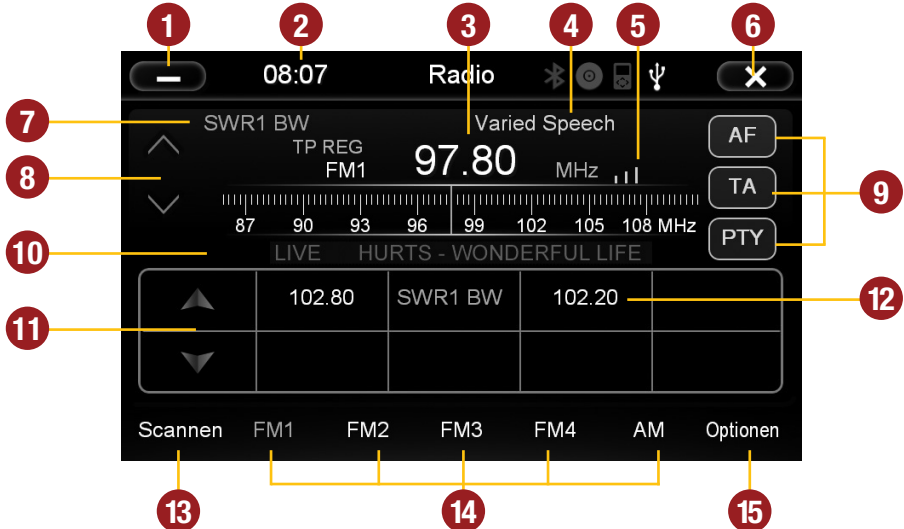 1 2 3 4 5 6
08:07 Radio
7 SWR1 BW Varied Speech AF
TP REG
FM1 97.80 MHz
8 TA 9
87 90 93 96 99 102 105 108 MHz PTY
10 LIVE HURTS - WONDERFUL LIFE
102.80 SWR1 BW 102.20 12
11
Scannen FM1 FM2 FM3 FM4 AM Optionen
13 14 15